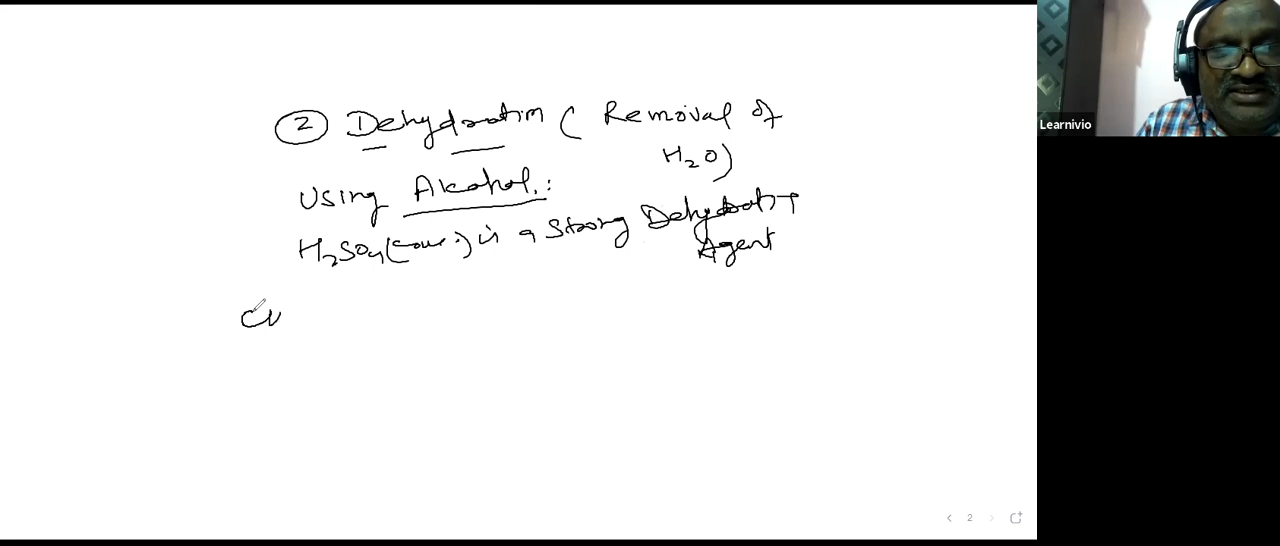 ② Dehydration ( Removal of
H₂O)
Using Alcohol. :
H₂SO₄(conc.) is a Strong Dehydrat
Agent
Learnivio
2